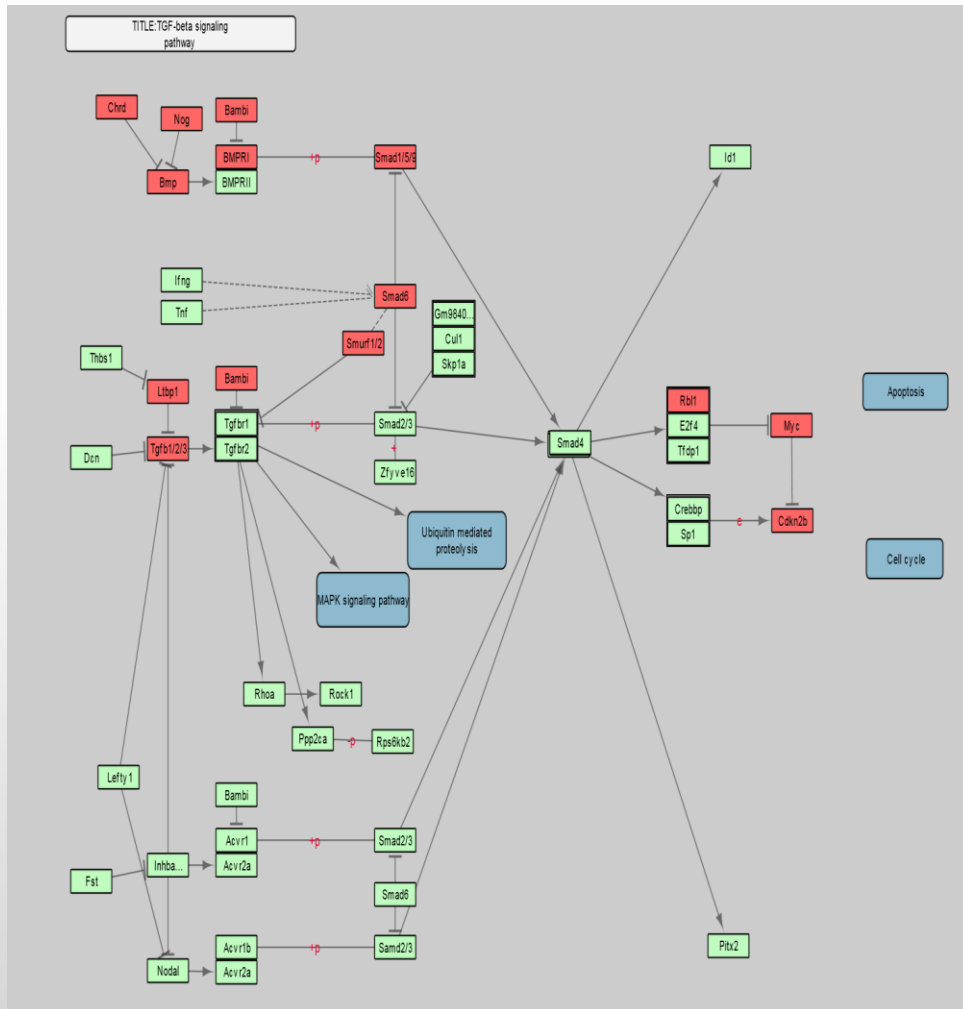 TITLE:TGF-beta signaling
pathway
Chrd
Nog
Bambi
BMPRI
+p
Smad1/5/9
Id1
Bmp
BMPRII
Ifng
Tnf
Smad6
Gm9840...
Cul1
Skp1a
Smurf1/2
Thbs1
Ltbp1
Bambi
Tgfbr1
+p
Smad2/3
Rbl1
E2f4
Tfdp1
Myc
Apoptosis
Dcn
Tgfb1/2/3
Tgfbr2
+
Zfyve16
Smad4
Crebbp
Sp1
e
Cdkn2b
Ubiquitin mediated
proteolysis
Cell cycle
MAPK signaling pathway
Rhoa
Rock1
Ppp2ca
-p
Rps6kb2
Lefty1
Bambi
Acvr1
+p
Smad2/3
Fst
Inhba...
Acvr2a
Smad6
Acvr1b
+p
Samd2/3
Pitx2
Nodal
Acvr2a